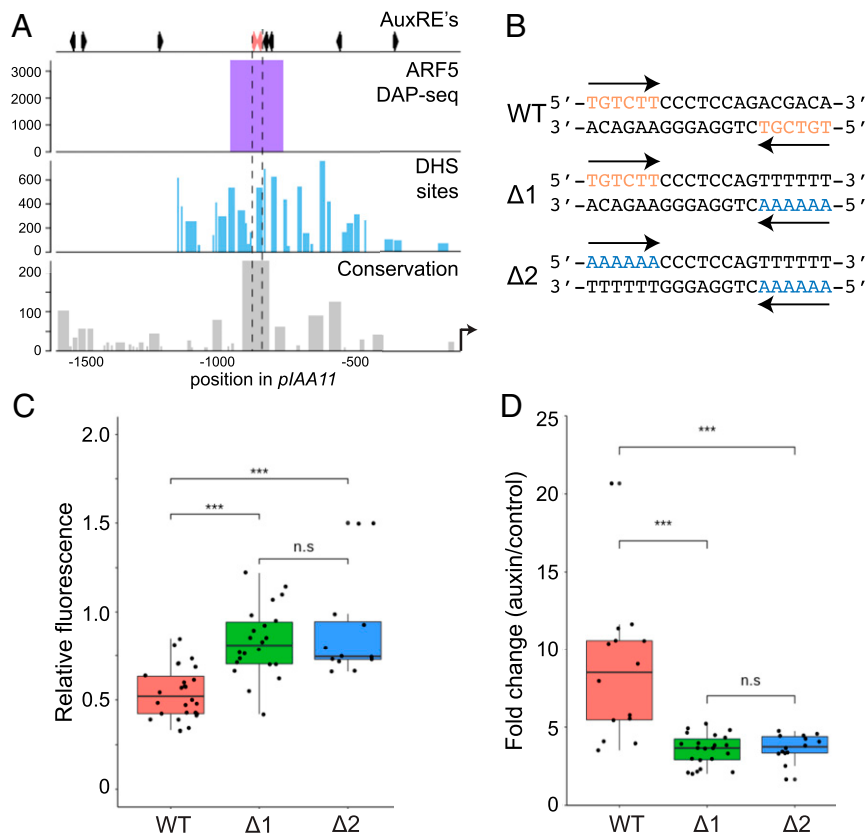 A
AuxRE's
ARF5
DAP-seq
3000
2000
1000
0
DHS
sites
600
400
200
0
Conservation
200
100
0
-1500 -1000 -500
position in pIAA11
B
WT
5'-TGTCTTCCCTCCAGACGACA-3'
3'-ACAGAAGGGAGGTCTGCTGT-5'
Δ1
5'-TGTCTTCCCTCCAGTTTTTT-3'
3'-ACAGAAGGGAGGTCAAAAAA-5'
Δ2
5'-AAAAAACCCTCCAGTTTTTT-3'
3'-TTTTTTGGGAGGTCAAAAAA-5'
C
Relative fluorescence
2.0
1.5
1.0
0.5
0
***
***
n.s
WT Δ1 Δ2
D
Fold change (auxin/control)
25
20
15
10
5
0
***
***
n.s
WT Δ1 Δ2